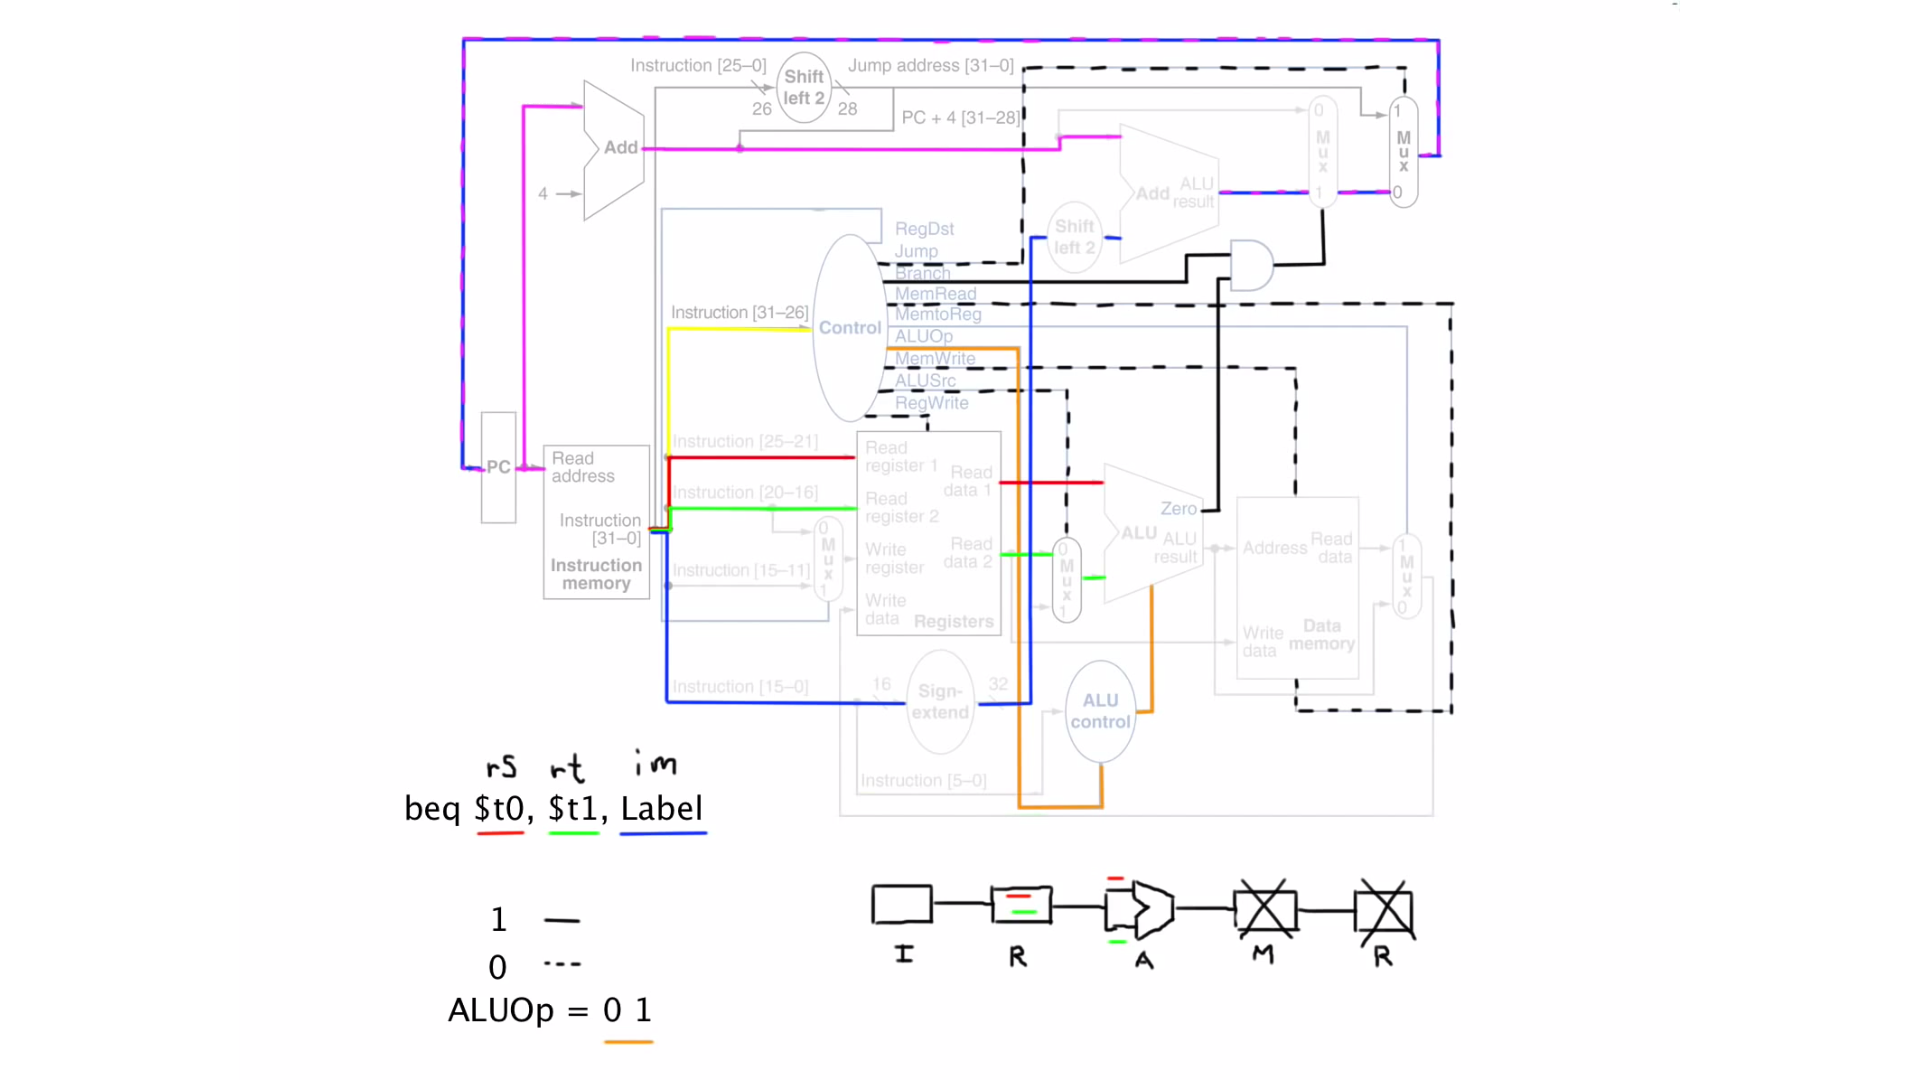 Instruction [25–0]
Shift left 2
Jump address [31–0]
26
28
PC + 4 [31–28]
Add
4
0
M
u
x
1
1
M
u
x
0
Add
ALU
result
Shift
left 2
RegDst
Jump
Branch
MemRead
MemtoReg
ALUOp
MemWrite
ALUSrc
RegWrite
Instruction [31–26]
Control
PC
Read
address
Instruction
[31–0]
Instruction
memory
Instruction [25–21]
Instruction [20–16]
Instruction [15–11]
0
M
u
x
1
Read
register 1
Read
register 2
Write
register
Write
data
Read
data 1
Read
data 2
Registers
0
M
u
x
1
Zero
ALU
ALU
result
Address
Read
data
Write
data
Data
memory
1
M
u
x
0
Instruction [15–0]
16
Sign-
extend
32
ALU
control
Instruction [5–0]
rs rt im
beq $t0, $t1, Label
1
0
ALUOp = 0 1
I R A M R